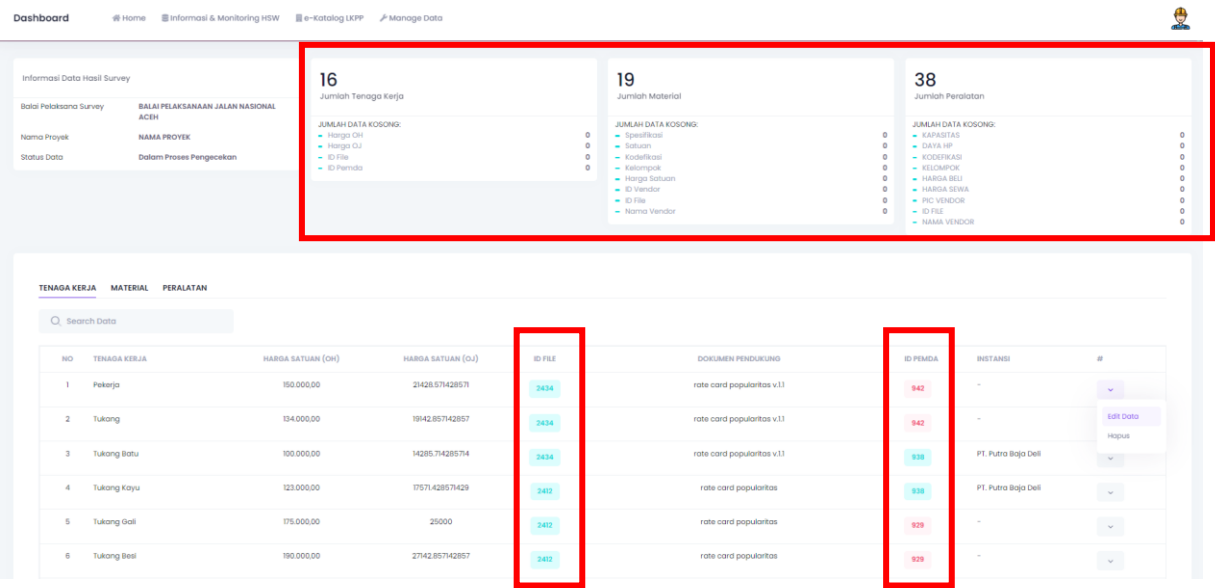 Dashboard Home Informasi & Monitoring HSW e-Katalog LKPP Manage Data
Informasi Data Hasil Survey
Balai Pelaksana Survey BALAI PELAKSANAAN JALAN NASIONAL
ACEH
Nama Proyek NAMA PROYEK
Status Data Dalam Proses Pengecekan
16
Jumlah Tenaga Kerja
JUMLAH DATA KOSONG:
Harga OH 0
Harga OJ 0
ID File 0
ID Pemda 0
19
Jumlah Material
JUMLAH DATA KOSONG:
Spesifikasi 0
Satuan 0
Kodefikasi 0
Kelompok 0
Harga Satuan 0
ID Vendor 0
ID File 0
Nama Vendor 0
38
Jumlah Peralatan
JUMLAH DATA KOSONG:
KAPASITAS 0
DAYA HP 0
KODEFIKASI 0
KELOMPOK 0
HARGA BELI 0
HARGA SEWA 0
PIC VENDOR 0
ID FILE 0
NAMA VENDOR 0
TENAGA KERJA MATERIAL PERALATAN
Search Data
NO TENAGA KERJA HARGA SATUAN (OH) HARGA SATUAN (OJ) ID FILE DOKUMEN PENDUKUNG ID PEMDA INSTANSI #
1 Pekerja 150.000,00 21428.571428571 2434 rate card popularitas v.1.1 942 -
Edit Data
Hapus
2 Tukang 134.000,00 19142.857142857 2434 rate card popularitas v.1.1 942 -
3 Tukang Batu 100.000,00 14285.714285714 2434 rate card popularitas v.1.1 938 PT. Putra Baja Deli
4 Tukang Kayu 123.000,00 17571.428571429 2412 rate card popularitas 938 PT. Putra Baja Deli
5 Tukang Gali 175.000,00 25000 2412 rate card popularitas 929 -
6 Tukang Besi 190.000,00 27142.857142857 2412 rate card popularitas 929 -